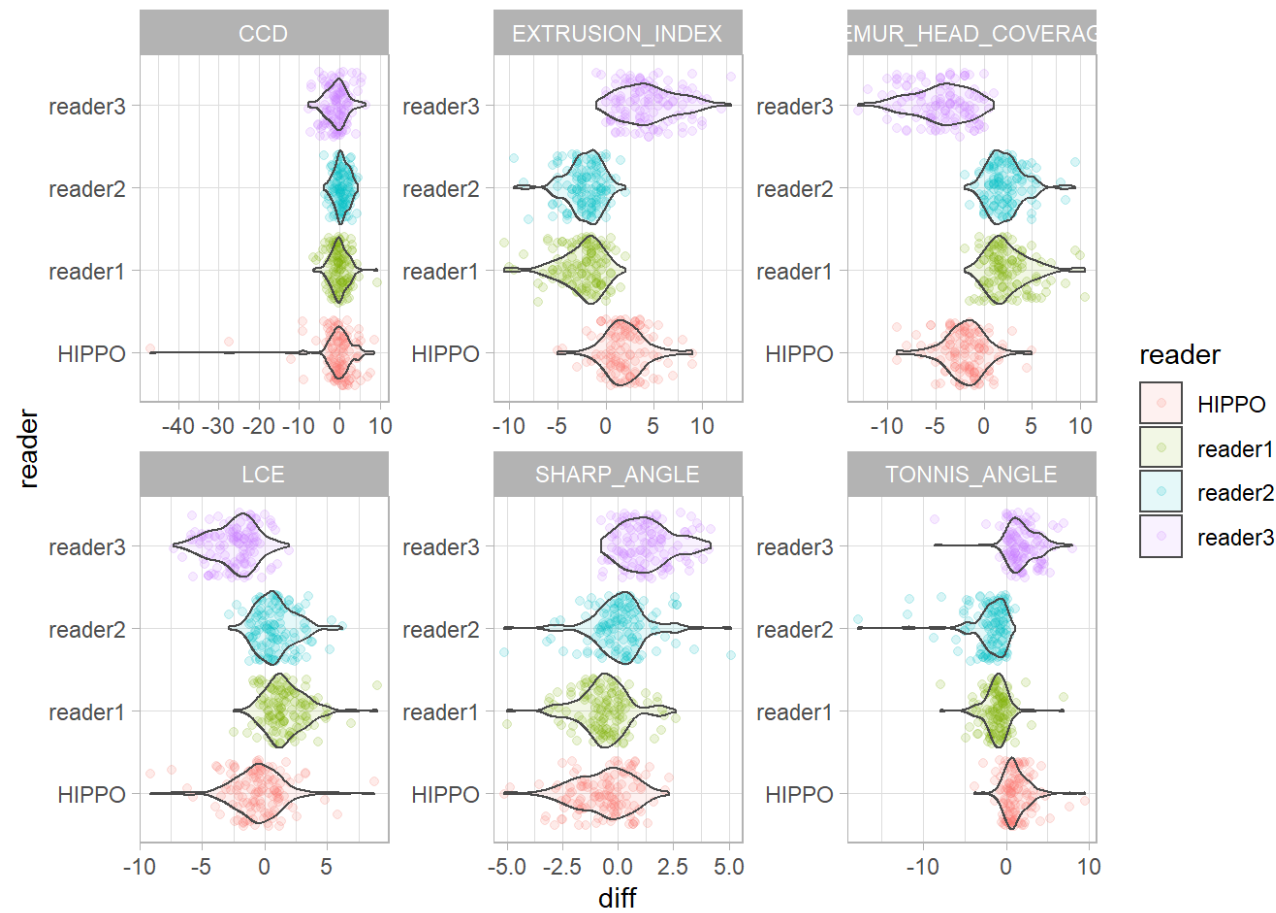 CCD
EXTRUSION_INDEX
EMUR_HEAD_COVERAG
reader3
reader2
reader1
HIPPO
reader3
reader2
reader1
HIPPO
reader3
reader2
reader1
HIPPO
-40 -30 -20 -10 0 10
-10 -5 0 5 10
-10 -5 0 5 10
LCE
SHARP_ANGLE
TONNIS_ANGLE
reader3
reader2
reader1
HIPPO
reader3
reader2
reader1
HIPPO
reader3
reader2
reader1
HIPPO
-10 -5 0 5
-5.0 -2.5 0.0 2.5 5.0
-10 0 10
diff
reader
reader
HIPPO
reader1
reader2
reader3